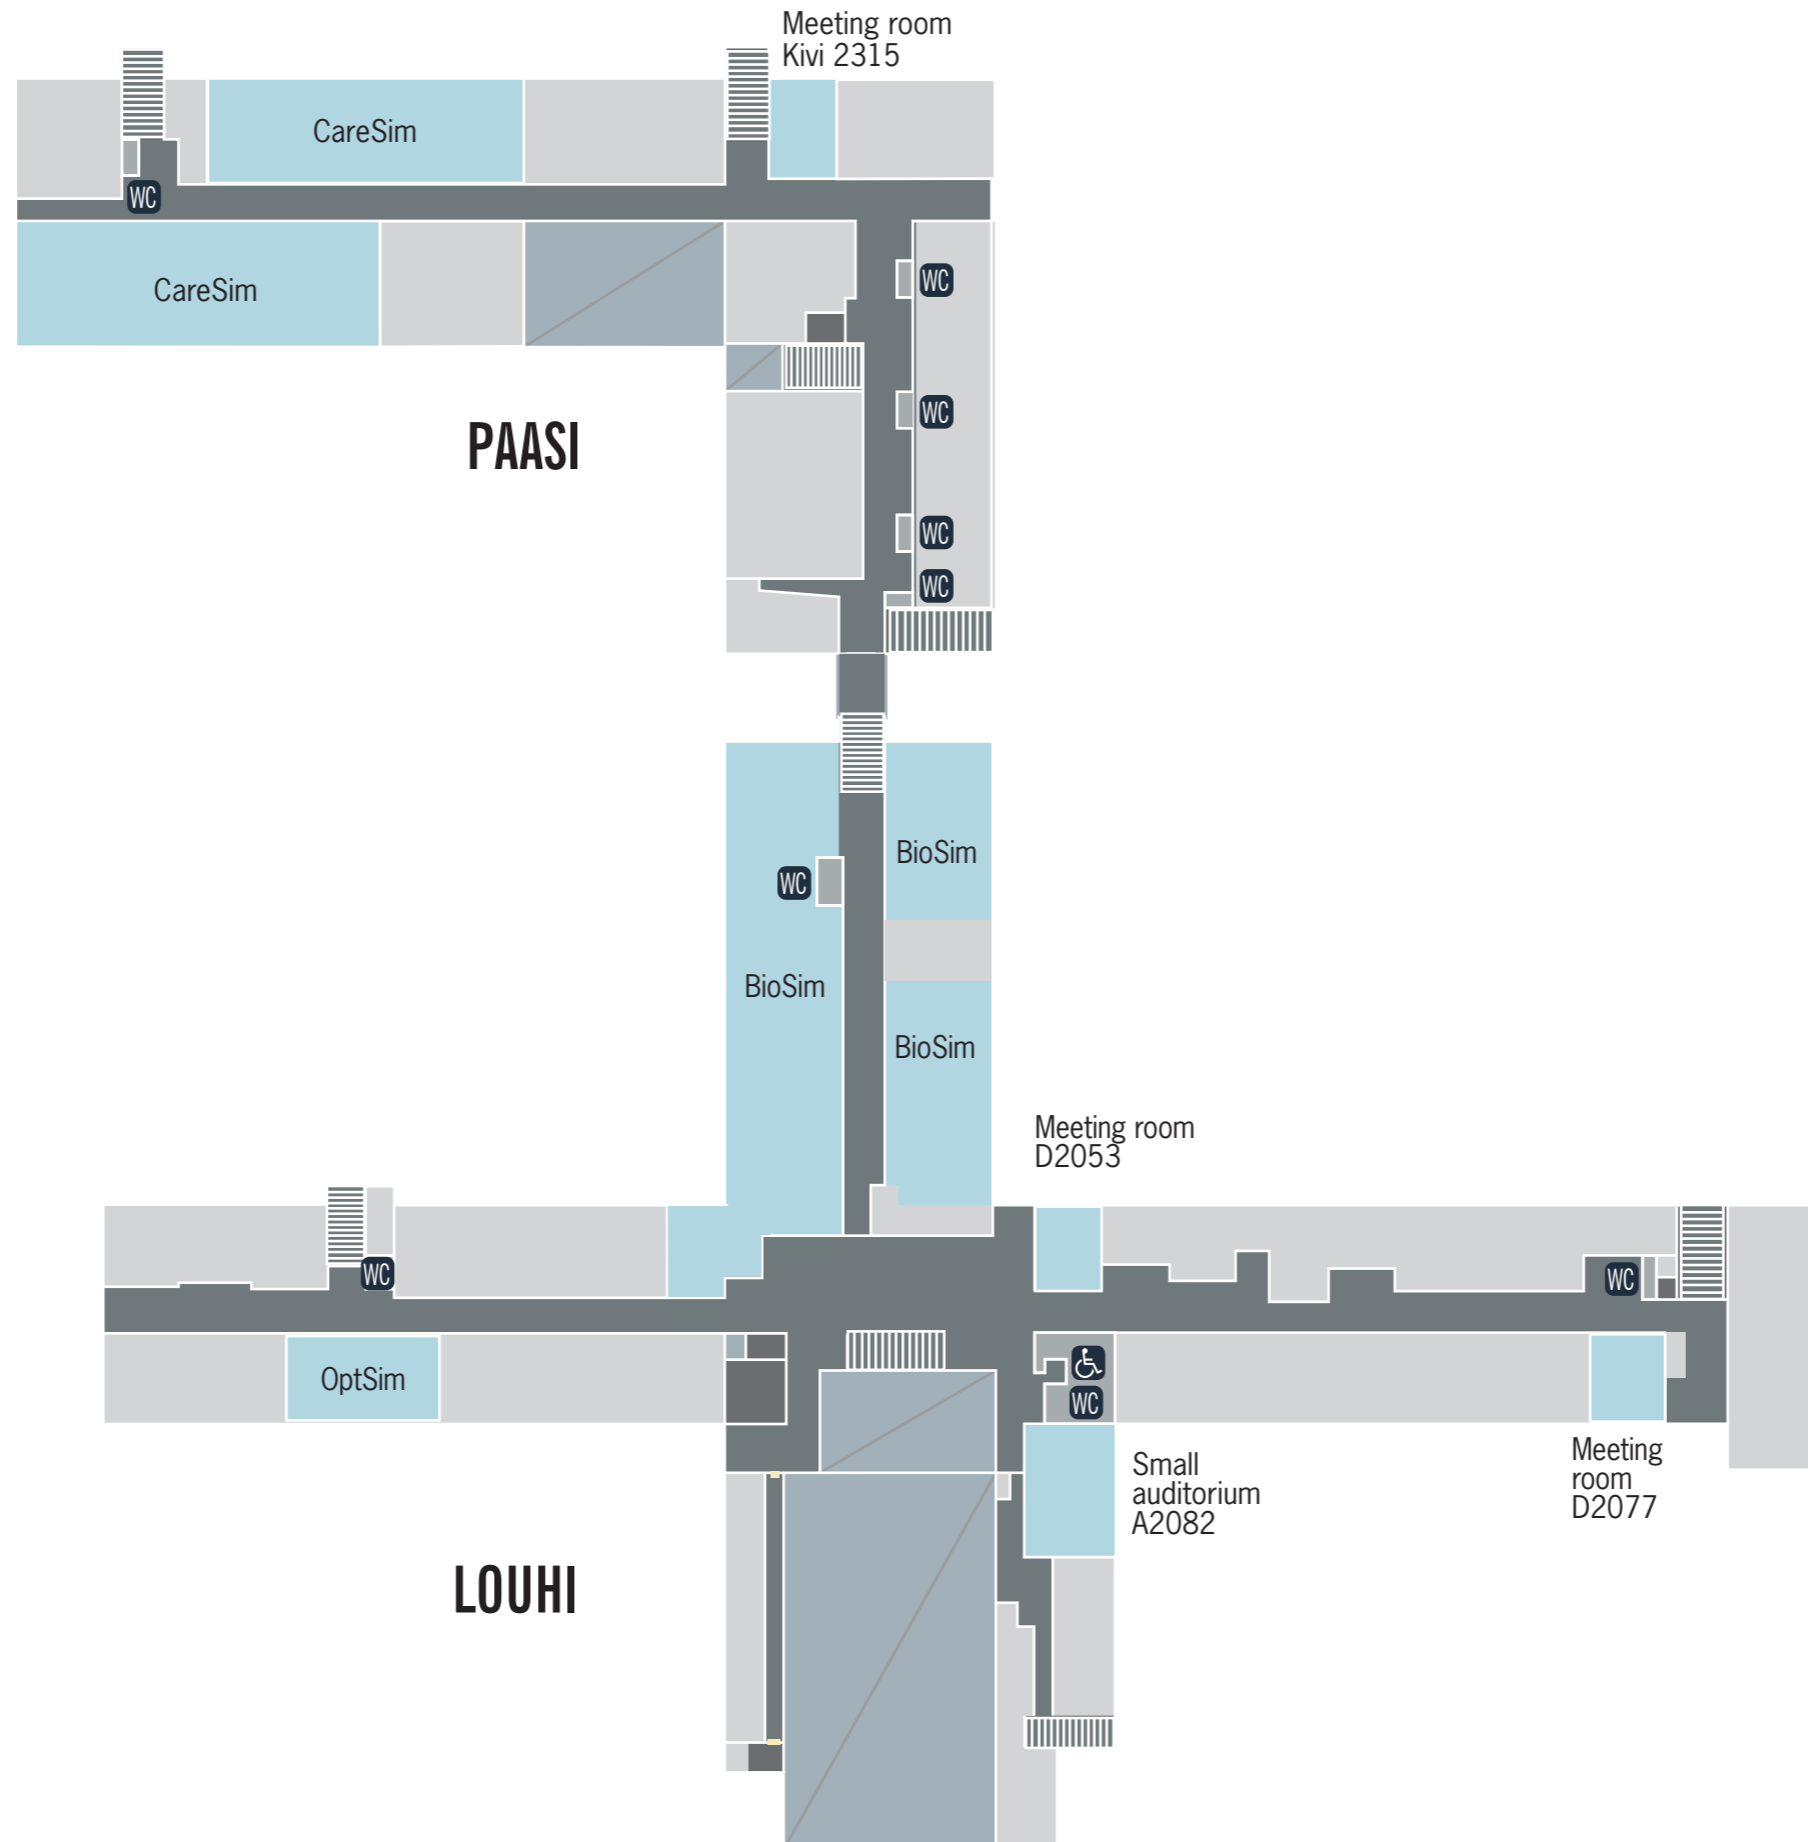 Meeting room
Kivi 2315
CareSim
WC
CareSim
WC
WC
PAASI
WC
WC
BioSim
WC
BioSim
BioSim
Meeting room
D2053
WC
WC
OptSim
WC
Small
auditorium
A2082
Meeting
room
D2077
LOUHI